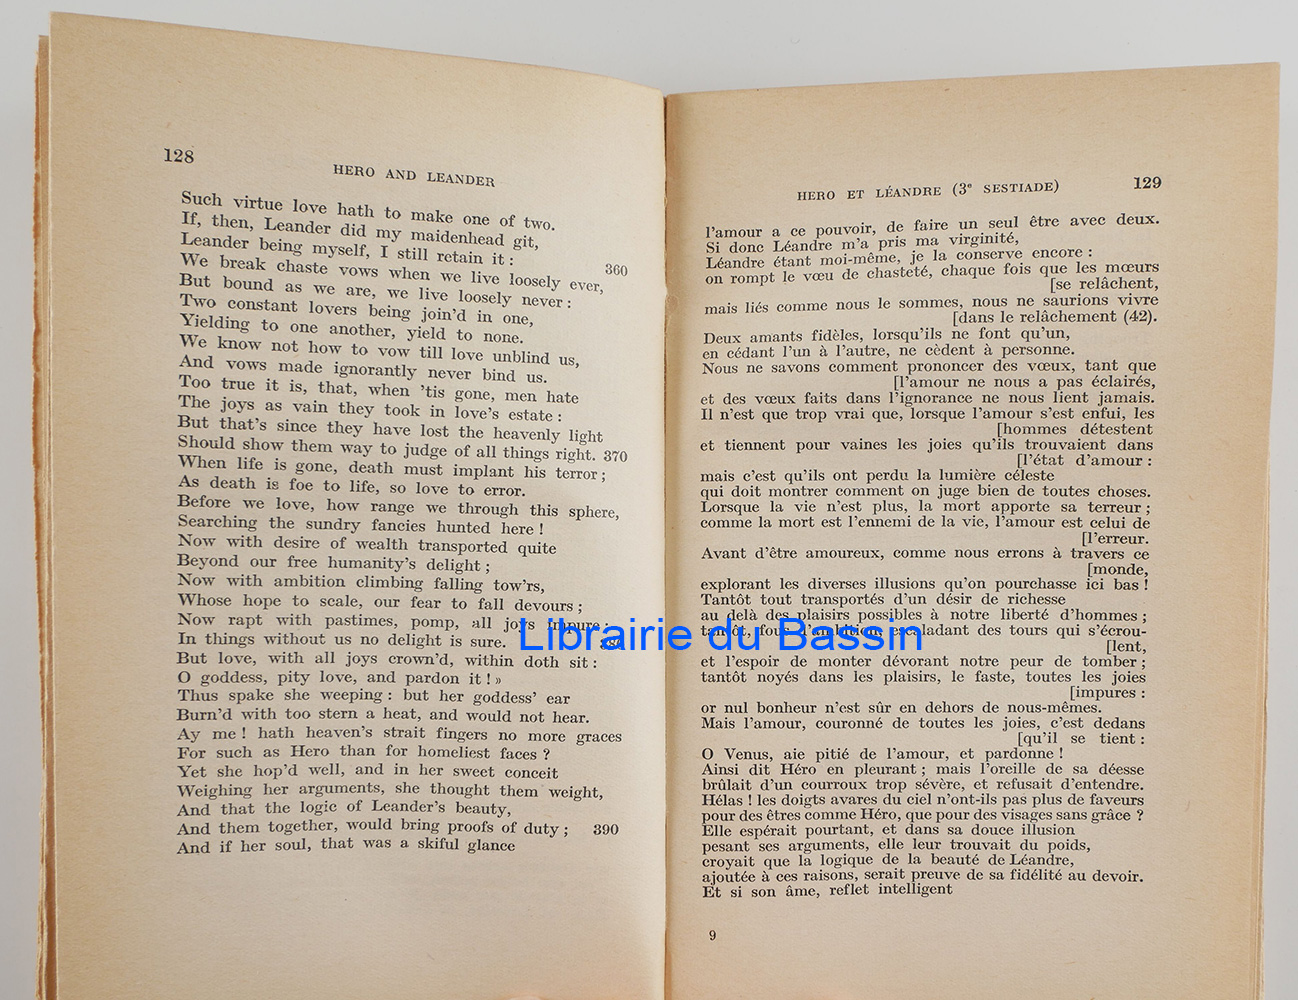 128
HERO AND LEANDER
Such virtue love hath to make one of two.
If, then, Leander did my maidenhead git,
Leander being myself, I still retain it :
We break chaste vows when we live loosely ever, 360
But bound as we are, we live loosely never :
Two constant lovers being join'd in one,
Yielding to one another, yield to none.
We know not how to vow till love unblind us,
And vows made ignorantly never bind us.
Too true it is, that, when 'tis gone, men hate
The joys as vain they took in love's estate :
But that's since they have lost the heavenly light
Should show them way to judge of all things right. 370
When life is gone, death must implant his terror ;
As death is foe to life, so love to error.
Before we love, how range we through this sphere,
Searching the sundry fancies hunted here !
Now with desire of wealth transported quite
Beyond our free humanity's delight ;
Now with ambition climbing falling tow'rs,
Whose hope to scale, our fear to fall devours ;
Now rapt with pastimes, pomp, all joys impure :
In things without us no delight is sure.
But love, with all joys crown'd, within doth sit :
O goddess, pity love, and pardon it ! »
Thus spake she weeping : but her goddess' ear
Burn'd with too stern a heat, and would not hear.
Ay me ! hath heaven's strait fingers no more graces
For such as Hero than for homeliest faces ?
Yet she hop'd well, and in her sweet conceit
Weighing her arguments, she thought them weight,
And that the logic of Leander's beauty,
And them together, would bring proofs of duty ; 390
And if her soul, that was a skiful glance
HERO ET LÉANDRE (3e SESTIADE)
129
l'amour a ce pouvoir, de faire un seul être avec deux.
Si donc Léandre m'a pris ma virginité,
Léandre étant moi-même, je la conserve encore :
on rompt le vœu de chasteté, chaque fois que les mœurs
[se relâchent,
mais liés comme nous le sommes, nous ne saurions vivre
[dans le relâchement (42).
Deux amants fidèles, lorsqu'ils ne font qu'un,
en cédant l'un à l'autre, ne cèdent à personne.
Nous ne savons comment prononcer des vœux, tant que
[l'amour ne nous a pas éclairés,
et des vœux faits dans l'ignorance ne nous lient jamais.
Il n'est que trop vrai que, lorsque l'amour s'est enfui, les
[hommes détestent
et tiennent pour vaines les joies qu'ils trouvaient dans
[l'état d'amour :
mais c'est qu'ils ont perdu la lumière céleste
qui doit montrer comment on juge bien de toutes choses.
Lorsque la vie n'est plus, la mort apporte sa terreur ;
comme la mort est l'ennemi de la vie, l'amour est celui de
[l'erreur.
Avant d'être amoureux, comme nous errons à travers ce
[monde,
explorant les diverses illusions qu'on pourchasse ici bas !
Tantôt tout transportés d'un désir de richesse
au delà des plaisirs possibles à notre liberté d'hommes ;
tantôt, fous d'ambition, escaladant des tours qui s'écrou-
[lent,
et l'espoir de monter dévorant notre peur de tomber ;
tantôt noyés dans les plaisirs, le faste, toutes les joies
[impures :
or nul bonheur n'est sûr en dehors de nous-mêmes.
Mais l'amour, couronné de toutes les joies, c'est dedans
[qu'il se tient :
O Venus, aie pitié de l'amour, et pardonne !
Ainsi dit Héro en pleurant ; mais l'oreille de sa déesse
brûlait d'un courroux trop sévère, et refusait d'entendre.
Hélas ! les doigts avares du ciel n'ont-ils pas plus de faveurs
pour des êtres comme Héro, que pour des visages sans grâce ?
Elle espérait pourtant, et dans sa douce illusion
pesant ses arguments, elle leur trouvait du poids,
croyait que la logique de la beauté de Léandre,
ajoutée à ces raisons, serait preuve de sa fidélité au devoir.
Et si son âme, reflet intelligent
9
Librairie du Bassin